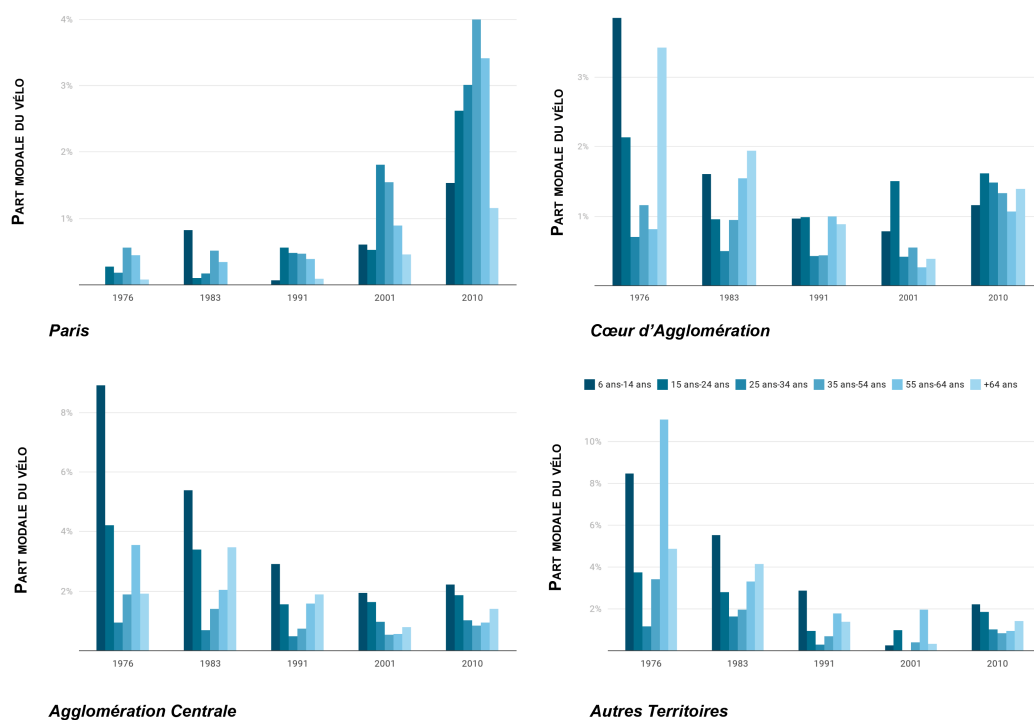 4%
3%
2%
1%
PART MODALE DU VÉLO
1976 1983 1991 2001 2010
Paris
3%
2%
1%
PART MODALE DU VÉLO
1976 1983 1991 2001 2010
Cœur d'Agglomération
8%
6%
4%
2%
PART MODALE DU VÉLO
1976 1983 1991 2001 2010
Agglomération Centrale
6 ans-14 ans 15 ans-24 ans 25 ans-34 ans 35 ans-54 ans 55 ans-64 ans +64 ans
10%
8%
6%
4%
2%
PART MODALE DU VÉLO
1976 1983 1991 2001 2010
Autres Territoires